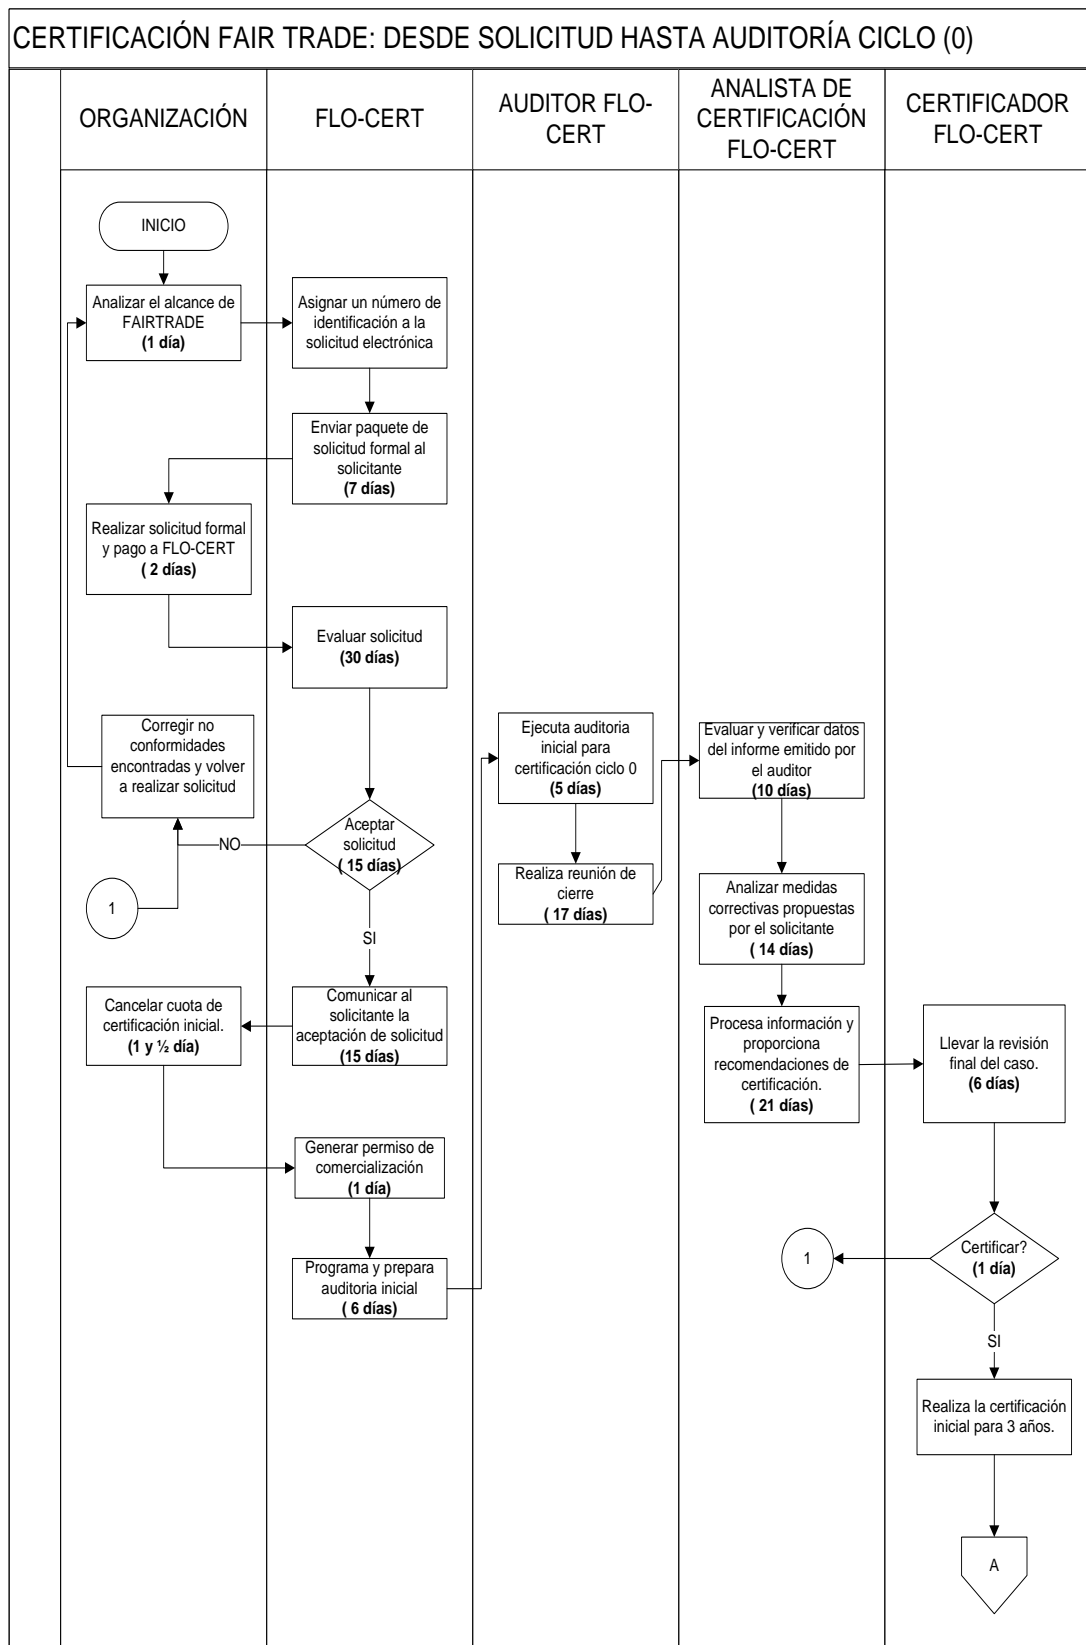 CERTIFICACIÓN FAIR TRADE: DESDE SOLICITUD HASTA AUDITORÍA CICLO (0)
ORGANIZACIÓN
FLO-CERT
AUDITOR FLO-
CERT
ANALISTA DE
CERTIFICACIÓN
FLO-CERT
CERTIFICADOR
FLO-CERT
INICIO
Analizar el alcance de
FAIRTRADE
(1 día)
Asignar un número de
identificación a la
solicitud electrónica
Enviar paquete de
solicitud formal al
solicitante
(7 días)
Realizar solicitud formal
y pago a FLO-CERT
( 2 días)
Evaluar solicitud
(30 días)
Corregir no
conformidades
encontradas y volver
a realizar solicitud
Aceptar
solicitud
( 15 días)
NO
1
SI
Comunicar al
solicitante la
aceptación de solicitud
(15 días)
Cancelar cuota de
certificación inicial.
(1 y ½ día)
Generar permiso de
comercialización
(1 día)
Programa y prepara
auditoria inicial
( 6 días)
Ejecuta auditoria
inicial para
certificación ciclo 0
(5 días)
Realiza reunión de
cierre
( 17 días)
Evaluar y verificar datos
del informe emitido por
el auditor
(10 días)
Analizar medidas
correctivas propuestas
por el solicitante
( 14 días)
Procesa información y
proporciona
recomendaciones de
certificación.
( 21 días)
Llevar la revisión
final del caso.
(6 días)
Certificar?
(1 día)
1
SI
Realiza la certificación
inicial para 3 años.
A